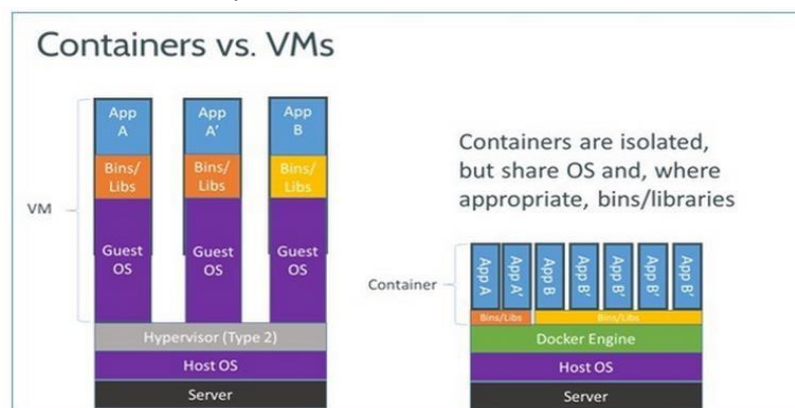 Containers vs. VMs
App
A
App
A'
App
B
Bins/
Libs
Bins/
Libs
Bins/
Libs
VM
Guest
OS
Guest
OS
Guest
OS
Hypervisor (Type 2)
Host OS
Server
Containers are isolated,
but share OS and, where
appropriate, bins/libraries
Container
App A
App A'
App B
App B'
App B'
App B'
App B'
Bins/Libs
Bins/Libs
Docker Engine
Host OS
Server